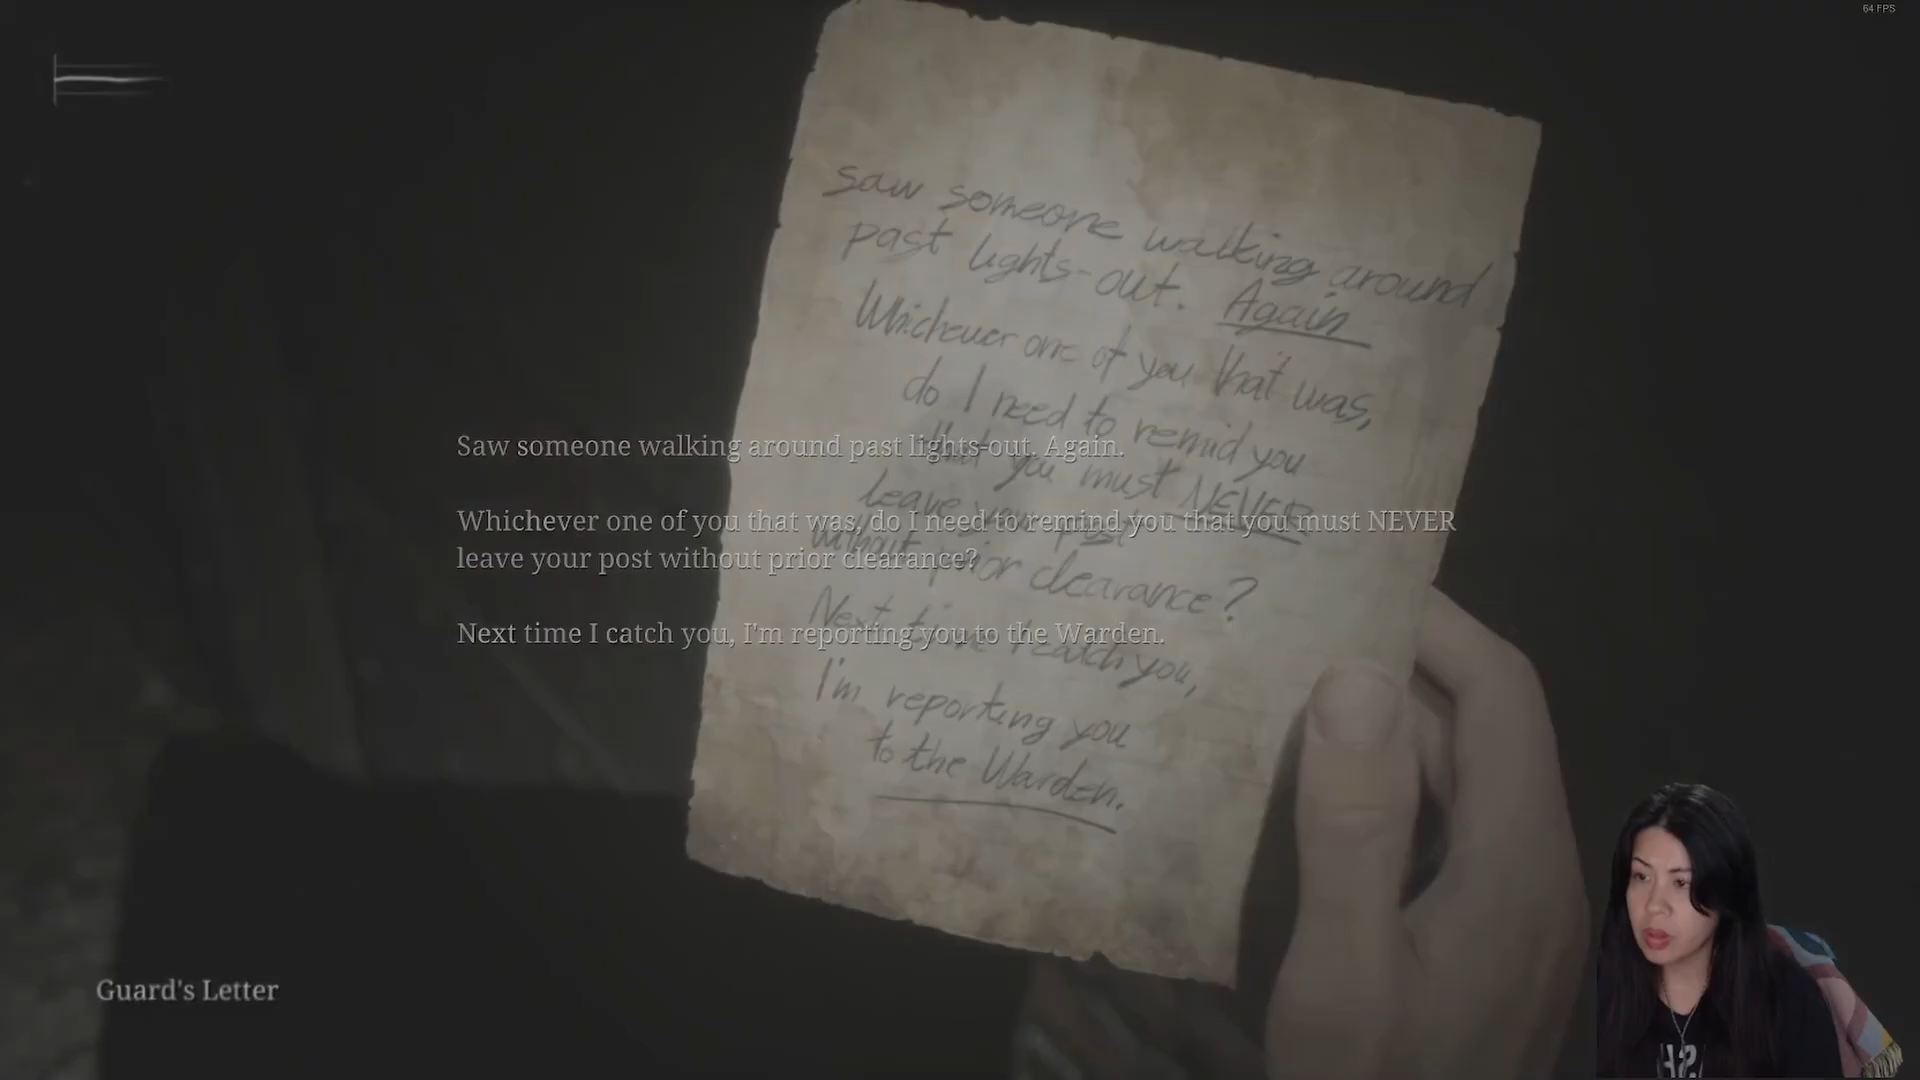 64 FPS
saw someone walking around
past lights-out. Again
Whichever one of you that was,
do I need to remid you
that you must NEVER
leave your post
without prior clearance?
Next time I catch you,
I'm reporting you
to the Warden.
Saw someone walking around past lights-out. Again.
Whichever one of you that was, do I need to remind you that you must NEVER
leave your post without prior clearance?
Next time I catch you, I'm reporting you to the Warden.
Guard's Letter